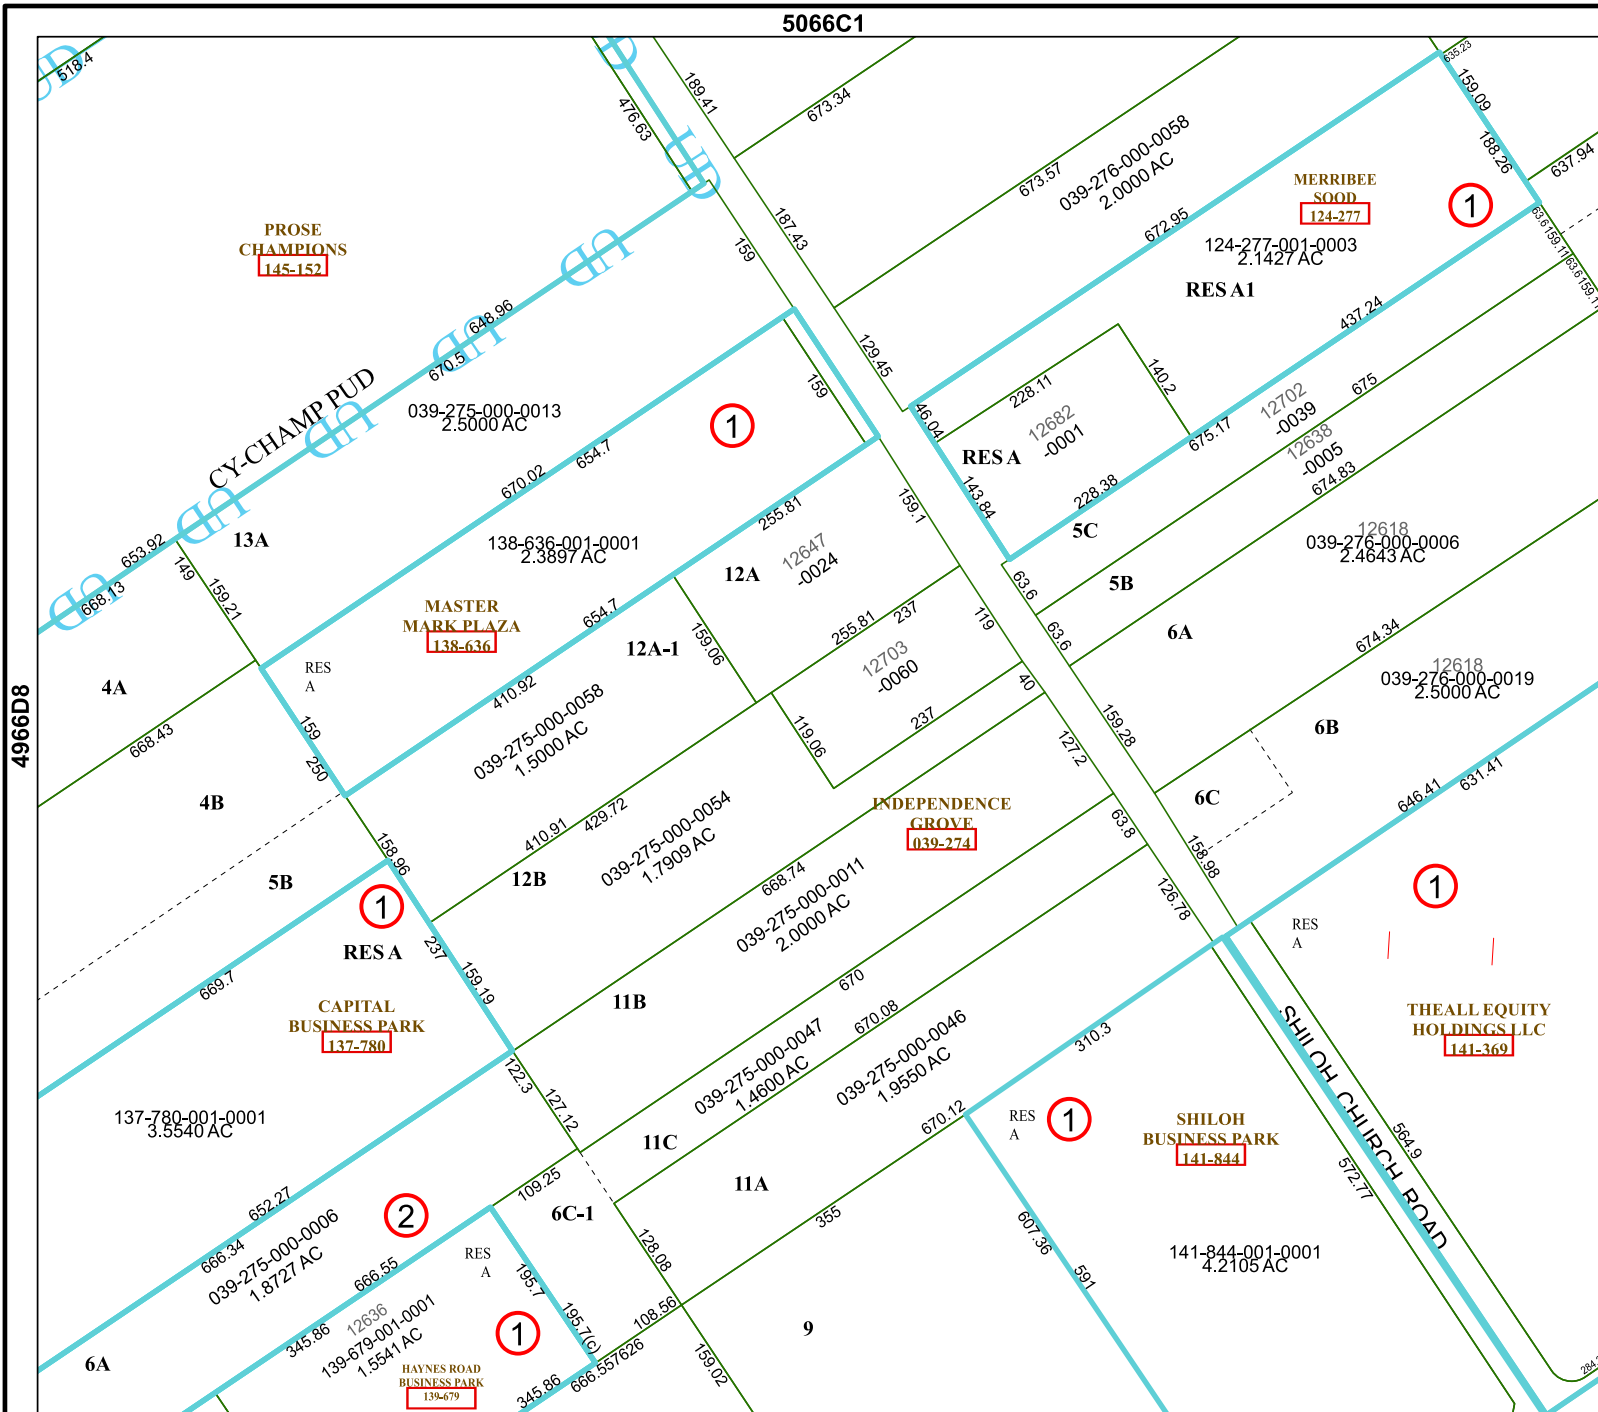 5066C1
4966D8
518.4
UD
476.63
189.41
673.34
635.23
159.09
188.26
637.94
673.57
039-276-000-0058
2.0000 AC
MERRIBEE
SOOD
124-277
1
672.95
124-277-001-0003
2.1427 AC
RES A1
63.6
159.11
63.6
159.11
PROSE
CHAMPIONS
145-152
159
187.43
648.96
670.5
CY-CHAMP PUD
039-275-000-0013
2.5000 AC
129.45
159
437.24
228.11
140.2
46.04
12682
-0001
12702
-0039
675
12638
-0005
674.83
675.17
RES A
143.84
228.38
1
670.02
654.7
653.92
668.13
149
159.21
13A
138-636-001-0001
2.3897 AC
255.81
159.1
12647
-0024
12A
5C
12618
039-276-000-0006
2.4643 AC
63.6
5B
MASTER
MARK PLAZA
138-636
654.7
12A-1
159.06
255.81
237
119
63.6
6A
674.34
12703
-0060
RES
A
4A
410.92
40
12618
039-276-000-0019
2.5000 AC
159
250
668.43
039-275-000-0058
1.5000 AC
119.06
237
127.2
159.28
6B
4B
646.41
631.41
6C
INDEPENDENCE
GROVE
039-274
63.8
158.98
158.96
410.91
429.72
039-275-000-0054
1.7909 AC
5B
12B
668.74
039-275-000-0011
2.0000 AC
1
RES A
237
159.19
126.78
1
RES
A
669.7
670
670.08
11B
CAPITAL
BUSINESS PARK
137-780
THEALL EQUITY
HOLDINGS LLC
141-369
SHILOH CHURCH ROAD
310.3
122.3
127.12
039-275-000-0047
1.4600 AC
039-275-000-0046
1.9550 AC
670.12
RES
A
1
SHILOH
BUSINESS PARK
141-844
564.9
572.77
137-780-001-0001
3.5540 AC
11C
11A
109.25
652.27
666.34
2
6C-1
355
607.36
591
128.08
039-275-000-0006
1.8727 AC
666.55
RES
A
195.7
195.7(c)
141-844-001-0001
4.2105 AC
12636
139-679-001-0001
1.5541 AC
345.86
1
108.56
666.557626
9
159.02
6A
HAYNES ROAD
BUSINESS PARK
139-679
345.86